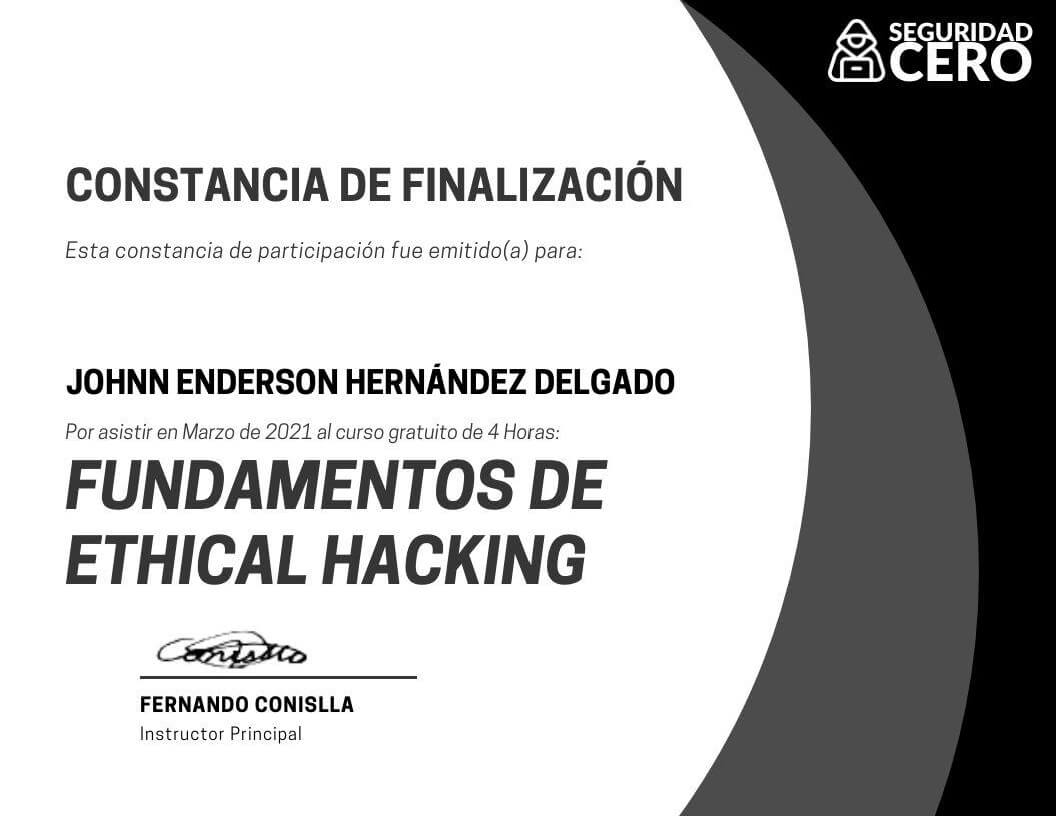 SEGURIDAD
CERO
CONSTANCIA DE FINALIZACIÓN
Esta constancia de participación fue emitido(a) para:
JOHNN ENDERSON HERNÁNDEZ DELGADO
Por asistir en Marzo de 2021 al curso gratuito de 4 Horas:
FUNDAMENTOS DE
ETHICAL HACKING
Conislla
FERNANDO CONISLLA
Instructor Principal